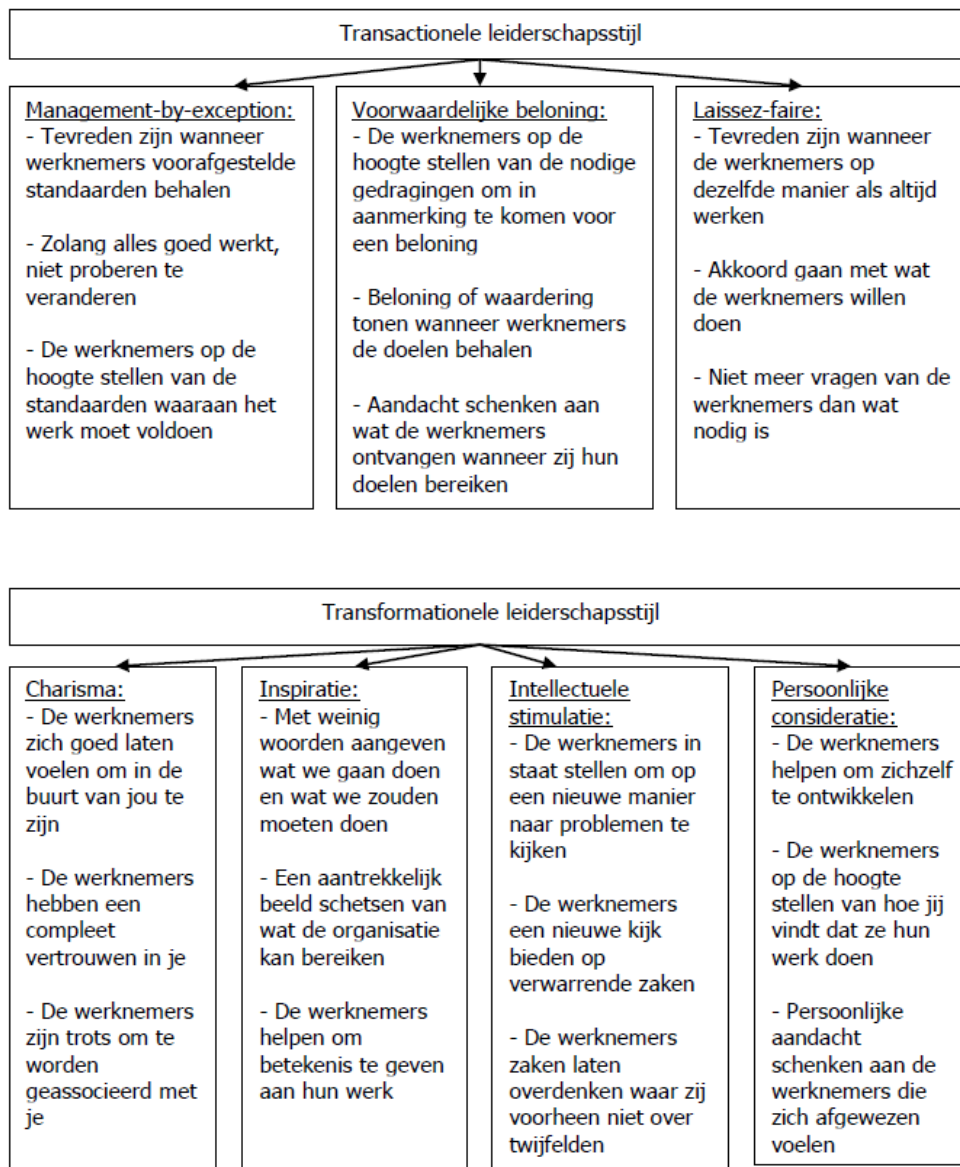 Transactionele leiderschapsstijl
Management-by-exception:
- Tevreden zijn wanneer
werknemers voorafgestelde
standaarden behalen
- Zolang alles goed werkt,
niet proberen te
veranderen
- De werknemers op de
hoogte stellen van de
standaarden waaraan het
werk moet voldoen
Voorwaardelijke beloning:
- De werknemers op de
hoogte stellen van de nodige
gedragingen om in
aanmerking te komen voor
een beloning
- Beloning of waardering
tonen wanneer werknemers
de doelen behalen
- Aandacht schenken aan
wat de werknemers
ontvangen wanneer zij hun
doelen bereiken
Laissez-faire:
- Tevreden zijn wanneer
de werknemers op
dezelfde manier als altijd
werken
- Akkoord gaan met wat
de werknemers willen
doen
- Niet meer vragen van de
werknemers dan wat
nodig is
Transformationele leiderschapsstijl
Charisma:
- De werknemers
zich goed laten
voelen om in de
buurt van jou te
zijn
- De werknemers
hebben een
compleet
vertrouwen in je
- De werknemers
zijn trots om te
worden
geassocieerd met
je
Inspiratie:
- Met weinig
woorden aangeven
wat we gaan doen
en wat we zouden
moeten doen
- Een aantrekkelijk
beeld schetsen van
wat de organisatie
kan bereiken
- De werknemers
helpen om
betekenis te geven
aan hun werk
Intellectuele
stimulatie:
- De werknemers in
staat stellen om op
een nieuwe manier
naar problemen te
kijken
- De werknemers
een nieuwe kijk
bieden op
verwarrende zaken
- De werknemers
zaken laten
overdenken waar zij
voorheen niet over
twijfelden
Persoonlijke
consideratie:
- De werknemers
helpen om zichzelf
te ontwikkelen
- De werknemers
op de hoogte
stellen van hoe jij
vindt dat ze hun
werk doen
- Persoonlijke
aandacht
schenken aan de
werknemers die
zich afgewezen
voelen